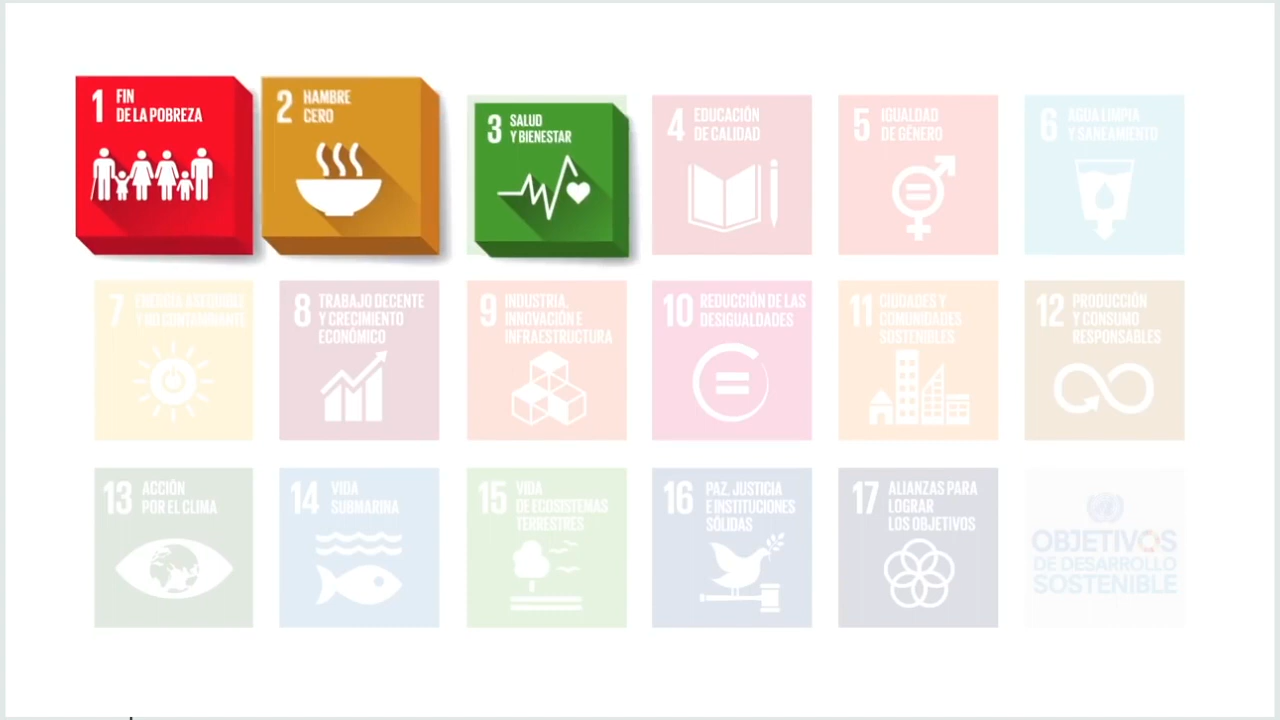 1 FIN
DE LA POBREZA
2 HAMBRE
CERO
3 SALUD
Y BIENESTAR
4 EDUCACIÓN
DE CALIDAD
5 IGUALDAD
DE GÉNERO
6 AGUA LIMPIA
Y SANEAMIENTO
7 ENERGÍA ASEQUIBLE
Y NO CONTAMINANTE
8 TRABAJO DECENTE
Y CRECIMIENTO
ECONÓMICO
9 INDUSTRIA,
INNOVACIÓN E
INFRAESTRUCTURA
10 REDUCCIÓN DE LAS
DESIGUALDADES
11 CIUDADES Y
COMUNIDADES
SOSTENIBLES
12 PRODUCCIÓN
Y CONSUMO
RESPONSABLES
13 ACCIÓN
POR EL CLIMA
14 VIDA
SUBMARINA
15 VIDA
DE ECOSISTEMAS
TERRESTRES
16 PAZ, JUSTICIA
E INSTITUCIONES
SÓLIDAS
17 ALIANZAS PARA
LOGRAR
LOS OBJETIVOS
OBJETIVOS
DE DESARROLLO
SOSTENIBLE